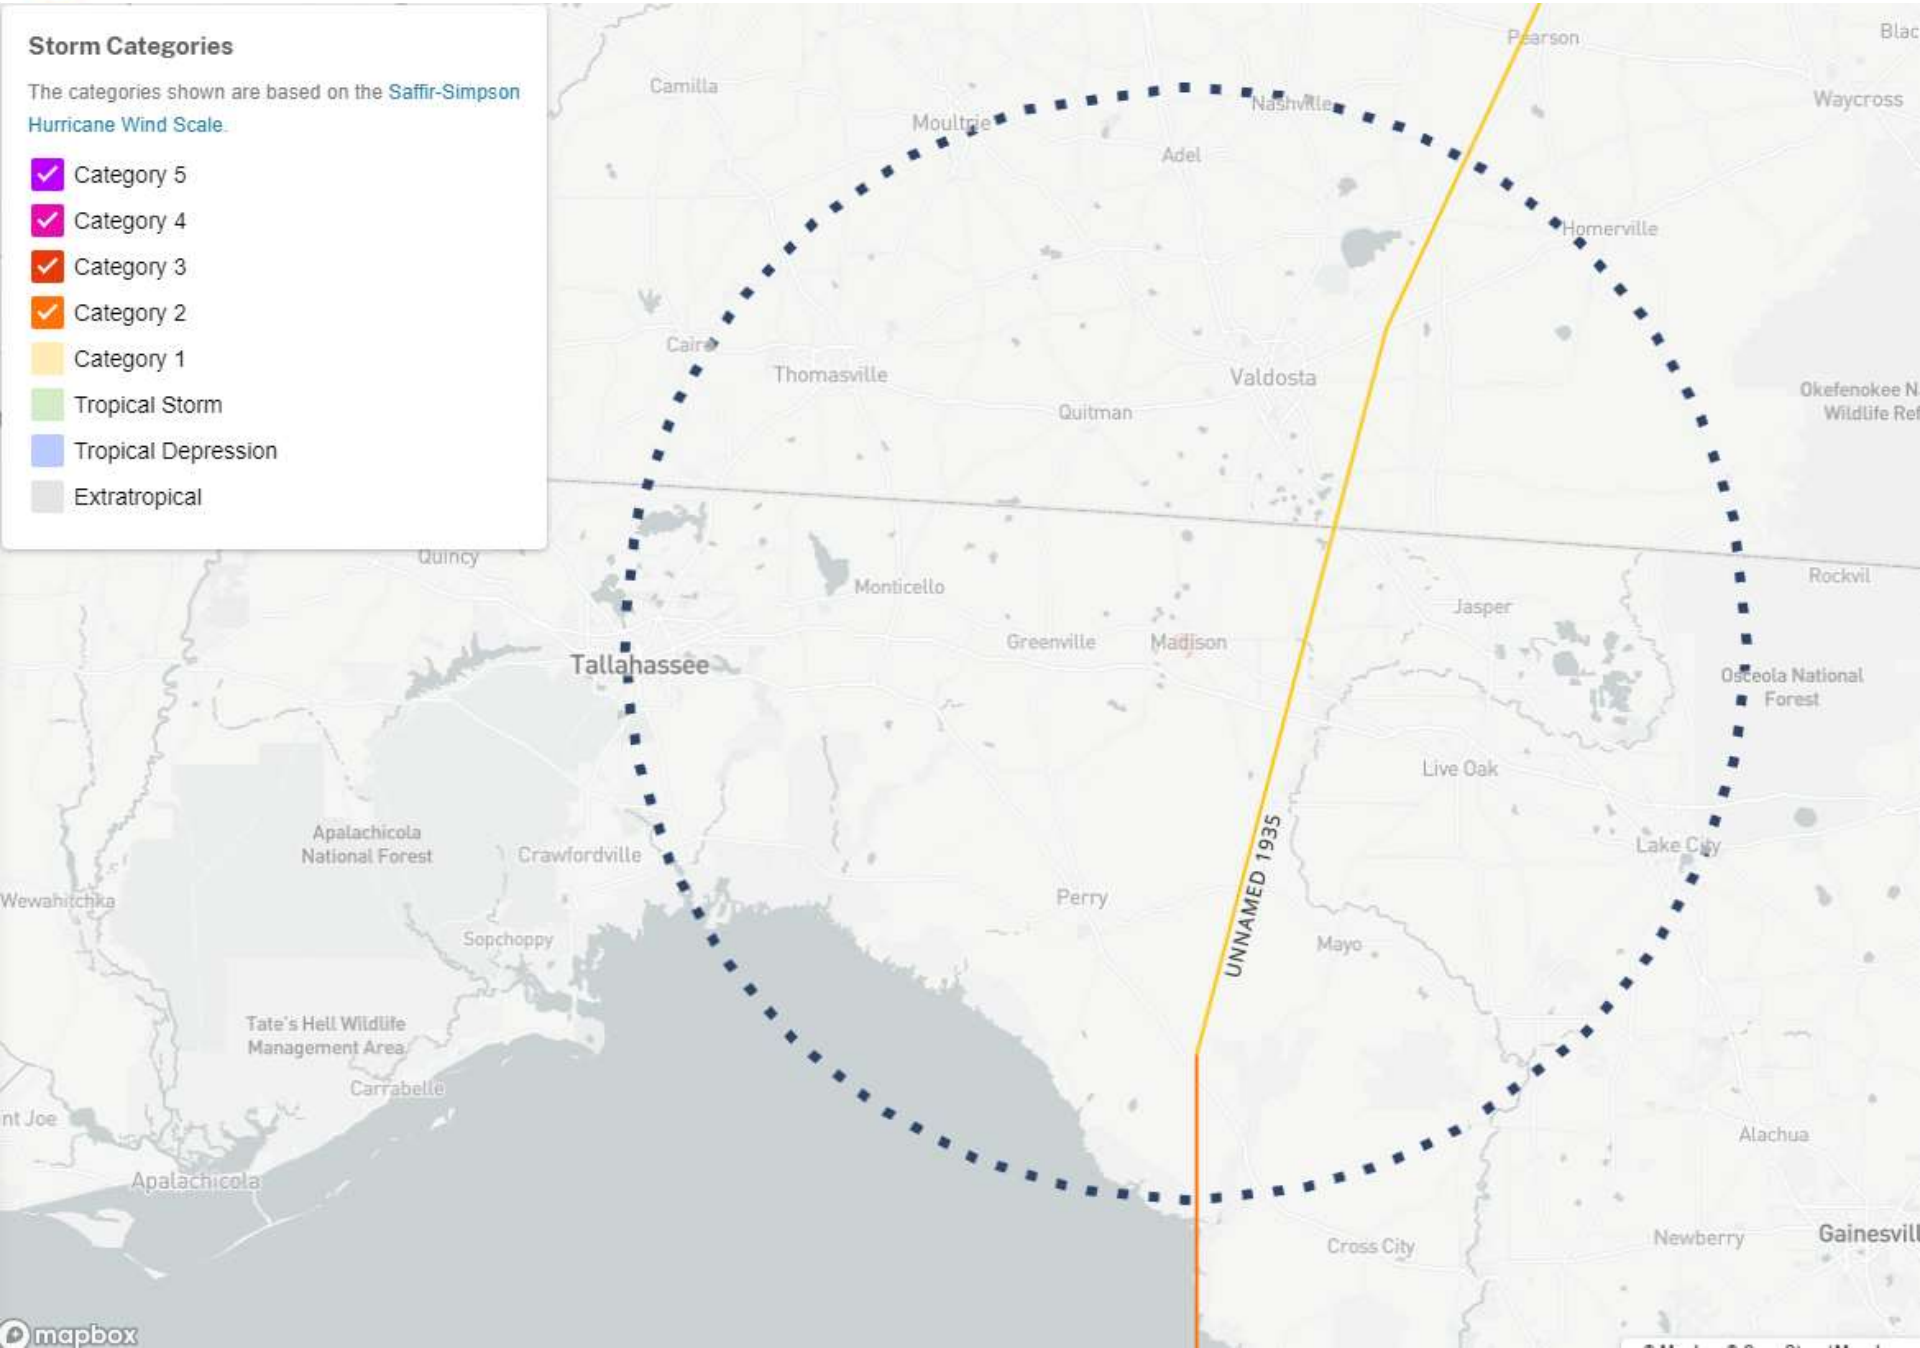 Storm Categories
The categories shown are based on the Saffir-Simpson
Hurricane Wind Scale.
Category 5
Category 4
Category 3
Category 2
Category 1
Tropical Storm
Tropical Depression
Extratropical
Pearson
Blac
Camilla
Waycross
Nashville
Moultrie
Adel
Homerville
Cairo
Thomasville
Valdosta
Okefenokee N
Wildlife Ref
Quitman
Quincy
Rockvil
Monticello
Jasper
Greenville
Madison
Tallahassee
Osceola National
Forest
Live Oak
Apalachicola
National Forest
Crawfordville
UNNAMED 1935
Lake City
Wewahitchka
Perry
Sopchoppy
Mayo
Tate's Hell Wildlife
Management Area
Carrabelle
nt Joe
Alachua
Apalachicola
Cross City
Newberry
Gainesvill
mapbox